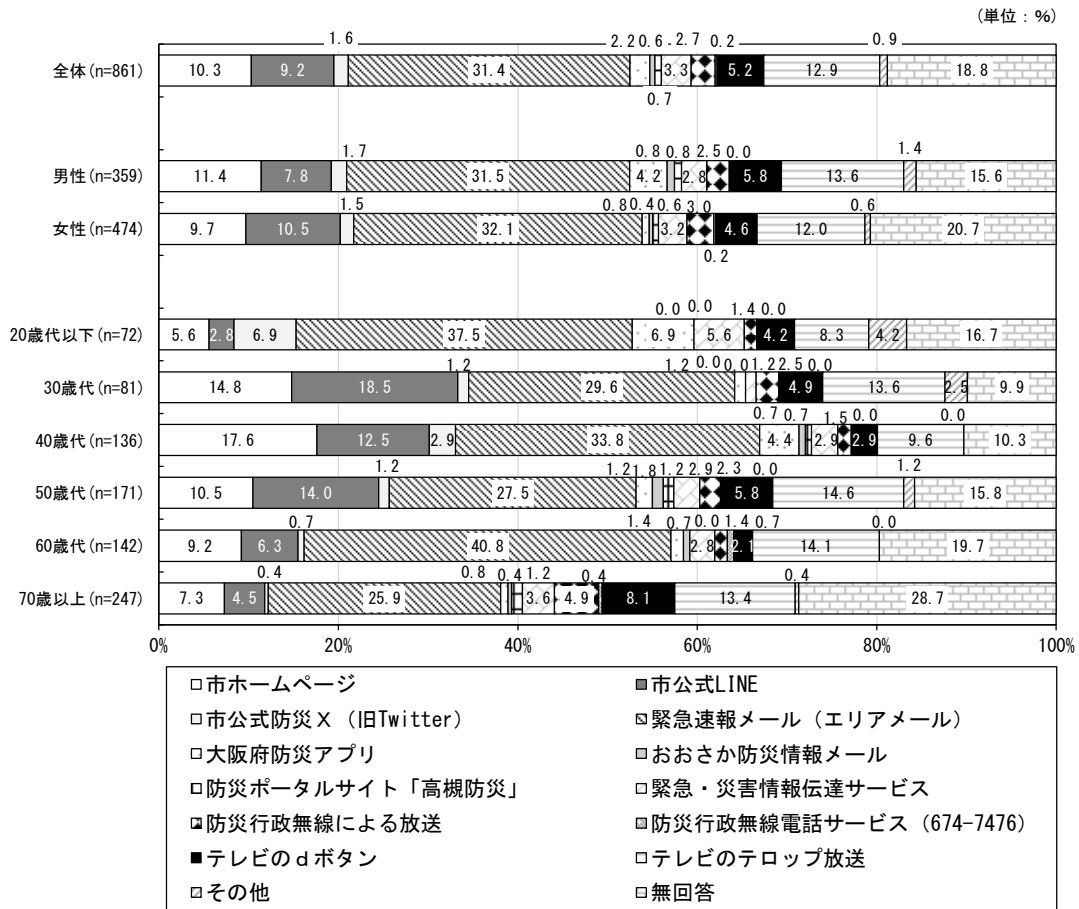 (単位：%)
1.6 2.2 0.6 2.7 0.2 0.9
全体(n=861) 10.3 9.2 31.4 3.3 5.2 12.9 18.8
0.7
1.7 0.8 0.8 2.5 0.0 1.4
男性(n=359) 11.4 7.8 31.5 4.2 2.8 5.8 13.6 15.6
1.5 0.8 0.4 0.6 3.0 0.6
女性(n=474) 9.7 10.5 32.1 3.2 4.6 12.0 20.7
0.2
0.0 0.0 1.4 0.0
20歳代以下(n=72) 5.6 2.8 6.9 37.5 6.9 5.6 4.2 8.3 4.2 16.7
1.2 1.2 0.0 0.0 1.2 2.5 0.0
30歳代(n=81) 14.8 18.5 29.6 4.9 13.6 2.5 9.9
0.7 0.7 1.5 0.0 0.0
40歳代(n=136) 17.6 12.5 2.9 33.8 4.4 2.9 2.9 9.6 10.3
1.2 1.2 1.8 1.2 2.9 2.3 0.0 1.2
50歳代(n=171) 10.5 14.0 27.5 5.8 14.6 15.8
0.7 1.4 0.7 0.0 1.4 0.7 0.0
60歳代(n=142) 9.2 6.3 40.8 2.8 2.1 14.1 19.7
0.4 0.8 0.4 1.2 0.4 0.4
70歳以上(n=247) 7.3 4.5 25.9 3.6 4.9 8.1 13.4 28.7
0% 20% 40% 60% 80% 100%
市ホームページ 市公式LINE
市公式防災X（旧Twitter） 緊急速報メール（エリアメール）
大阪府防災アプリ おおさか防災情報メール
防災ポータルサイト「高槻防災」 緊急・災害情報伝達サービス
防災行政無線による放送 防災行政無線電話サービス（674-7476）
テレビのdボタン テレビのテロップ放送
その他 無回答